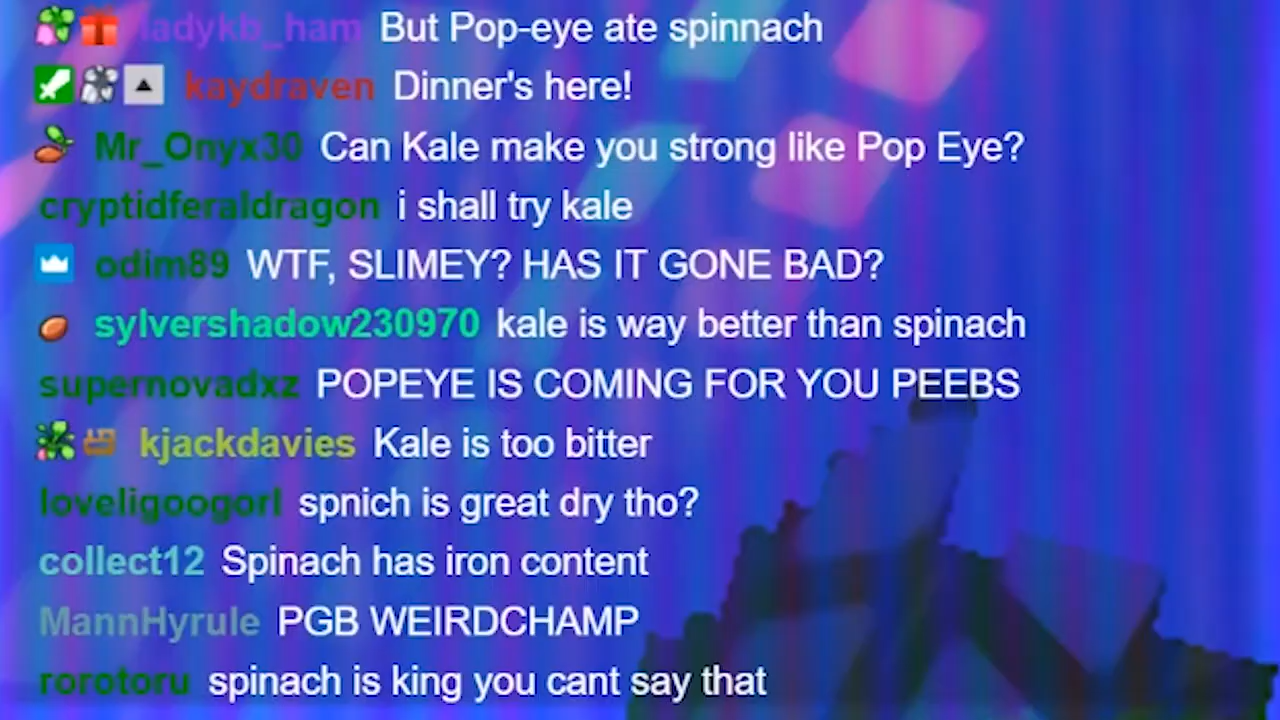 ladykb_ham But Pop-eye ate spinnach
kaydraven Dinner's here!
Mr_Onyx30 Can Kale make you strong like Pop Eye?
cryptidferaldragon i shall try kale
odim89 WTF, SLIMEY? HAS IT GONE BAD?
sylvershadow230970 kale is way better than spinach
supernovadxz POPEYE IS COMING FOR YOU PEEBS
kjackdavies Kale is too bitter
loveligoogorl spnich is great dry tho?
collect12 Spinach has iron content
MannHyrule PGB WEIRDCHAMP
rorotoru spinach is king you cant say that